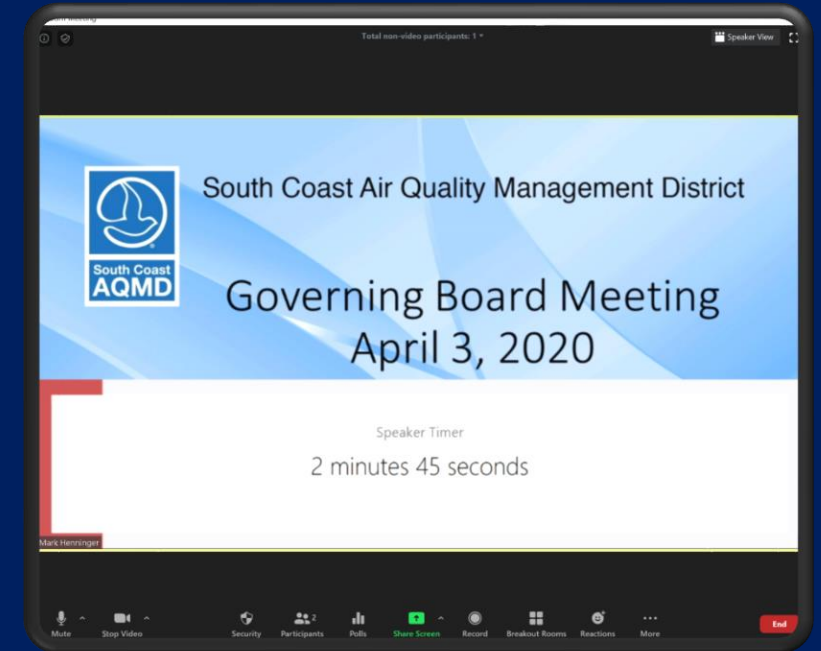 Total non-video participants: 1
Speaker View
South Coast Air Quality Management District
South Coast
AQMD
Governing Board Meeting
April 3, 2020
Speaker Timer
2 minutes 45 seconds
Mark Henninger
Mute
Stop Video
Security
Participants
2
Polls
Share Screen
Record
Breakout Rooms
Reactions
More
End